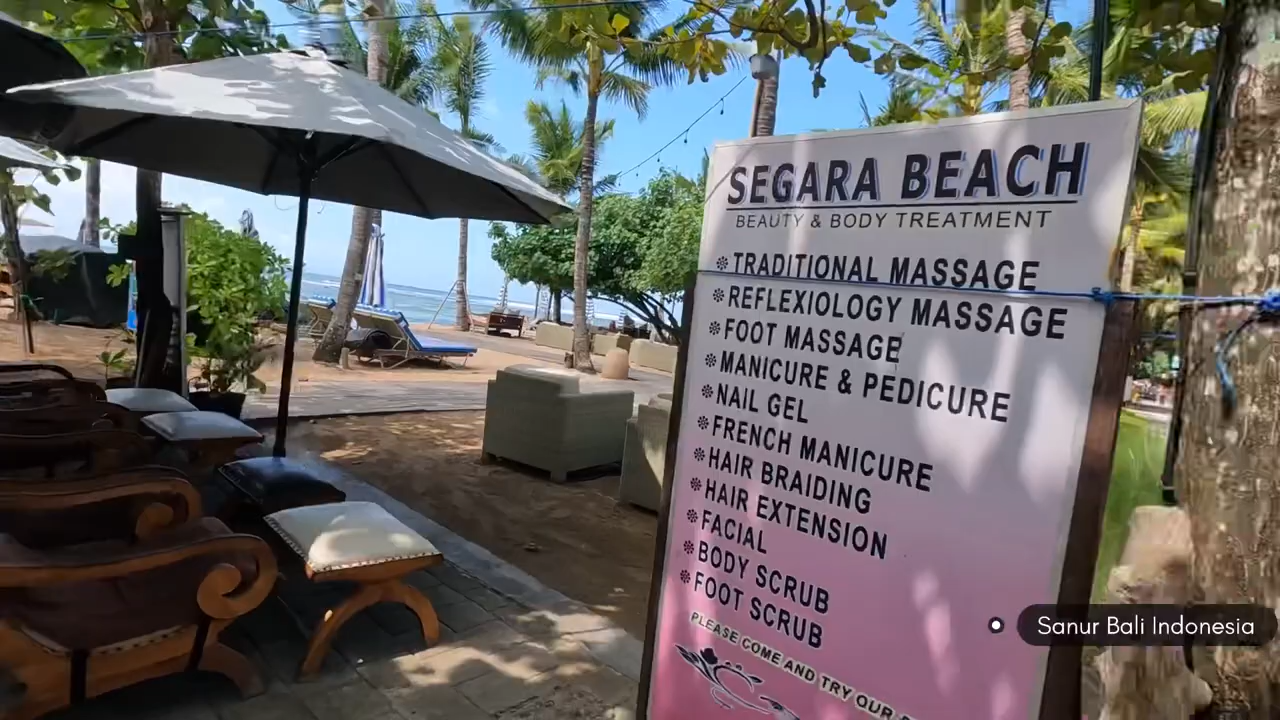 SEGARA BEACH
BEAUTY & BODY TREATMENT
TRADITIONAL MASSAGE
REFLEXIOLOGY MASSAGE
FOOT MASSAGE
MANICURE & PEDICURE
NAIL GEL
FRENCH MANICURE
HAIR BRAIDING
HAIR EXTENSION
FACIAL
BODY SCRUB
FOOT SCRUB
PLEASE COME AND TRY OUR
Sanur Bali Indonesia